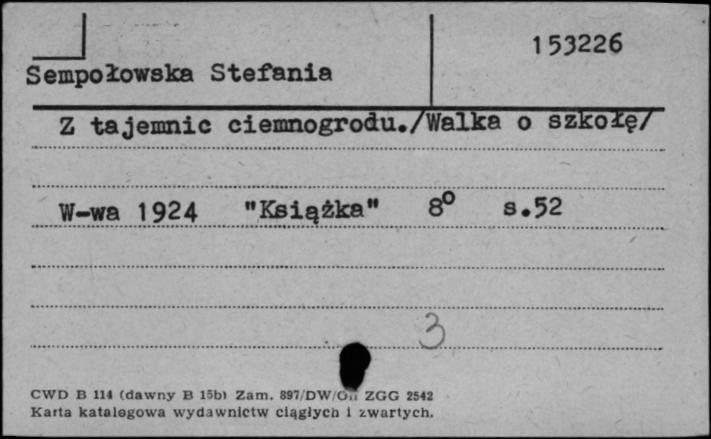 153226
Sempołowska Stefania
Z tajemnic ciemnogrodu./Walka o szkołę/
W-wa 1924 "Książka" 8° s.52
3
CWD B 114 (dawny B 15b) Zam. 897/DW/ ZGG 2542
Karta katalogowa wydawnictw ciągłych i zwartych.